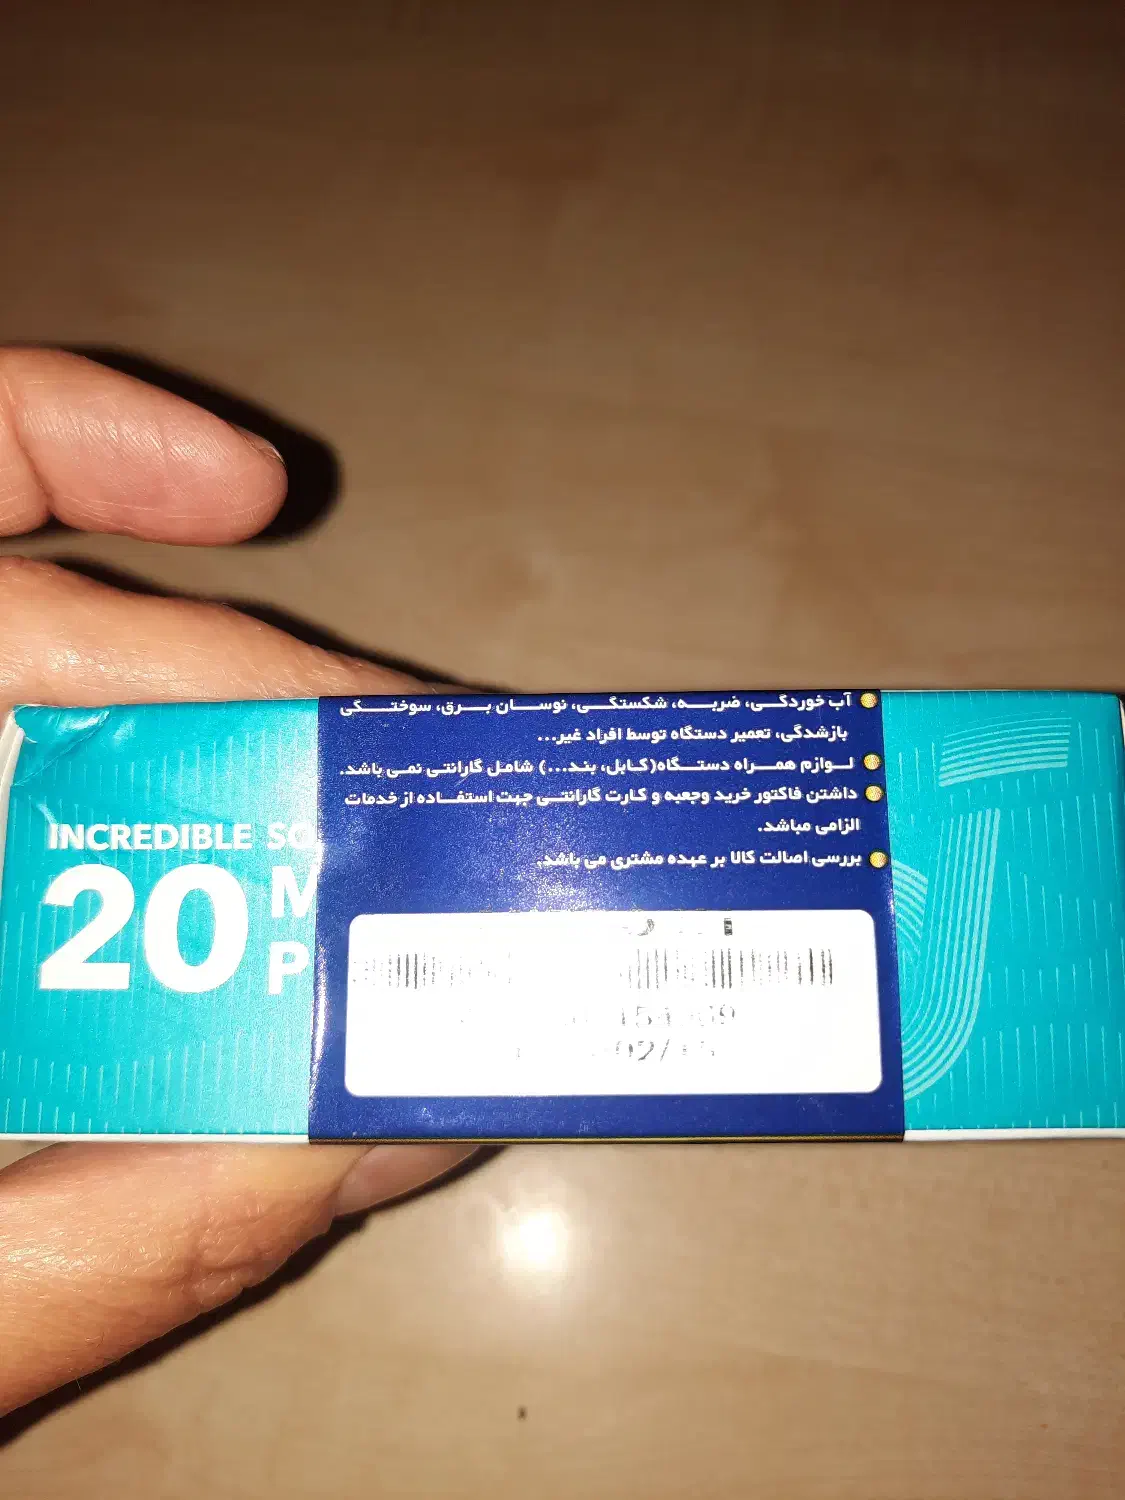 آب خوردگی، ضربه، شکستگی، نوسان برق، سوختگی
بازشدگی، تعمیر دستگاه توسط افراد غیر...
لوازم همراه دستگاه(کابل، بند...) شامل گارانتی نمی باشد.
داشتن فاکتور خرید وجعبه و کارت گارانتی جهت استفاده از خدمات
الزامی میباشد.
بررسی اصالت کالا بر عهده مشتری می باشد.
INCREDIBLE
20